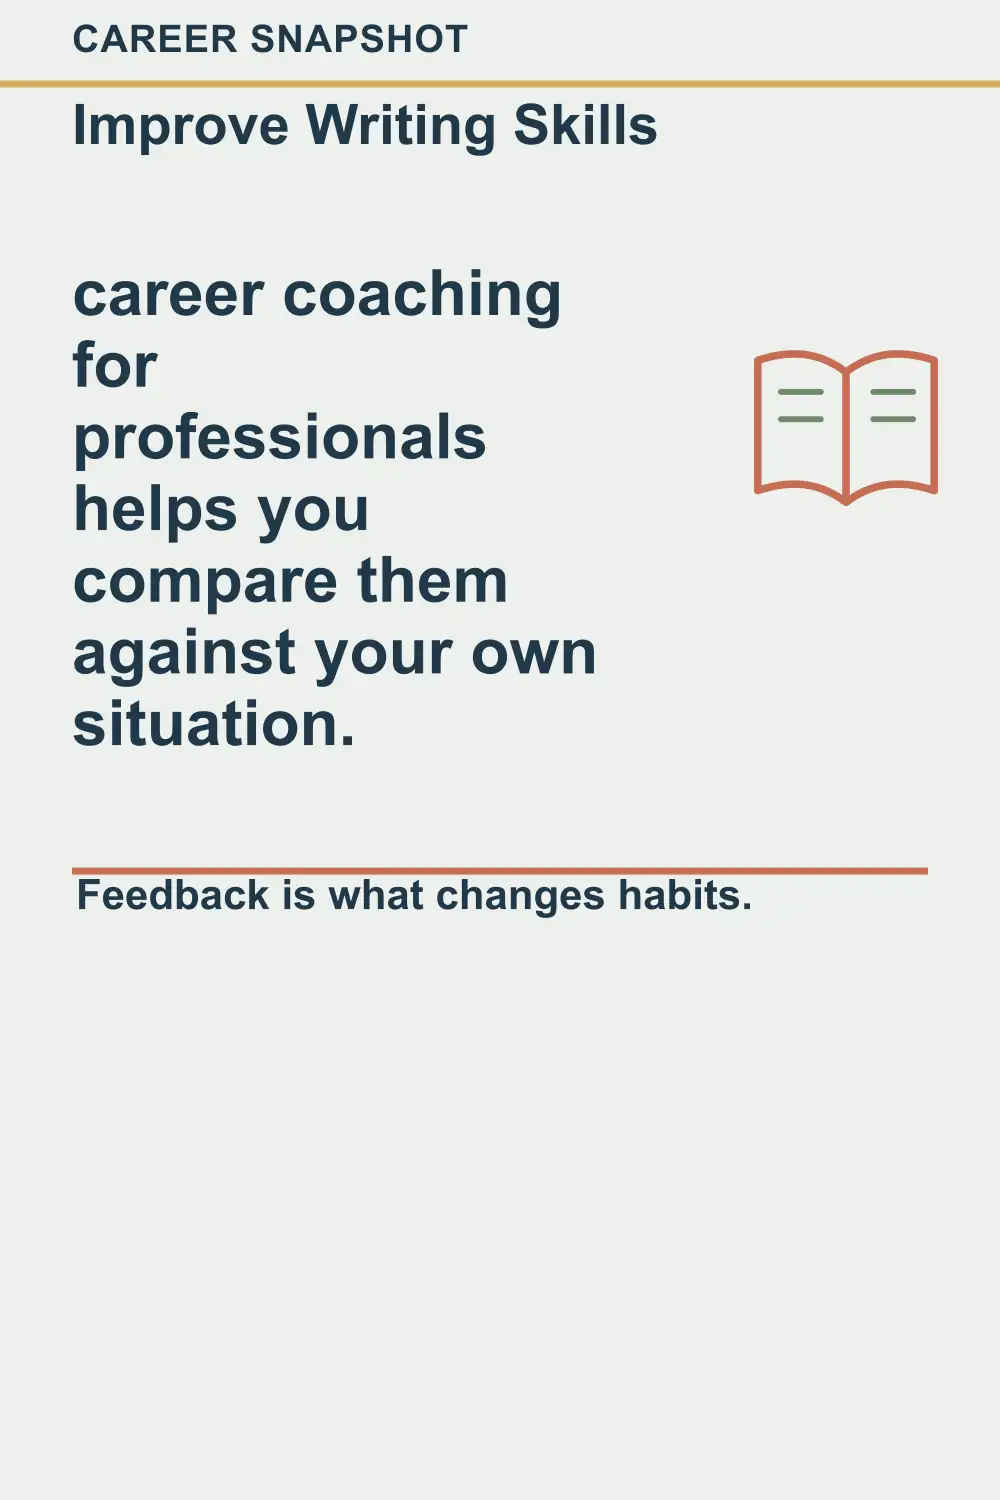 CAREER SNAPSHOT
Improve Writing Skills
career coaching
for
professionals
helps you
compare them
against your own
situation.
Feedback is what changes habits.